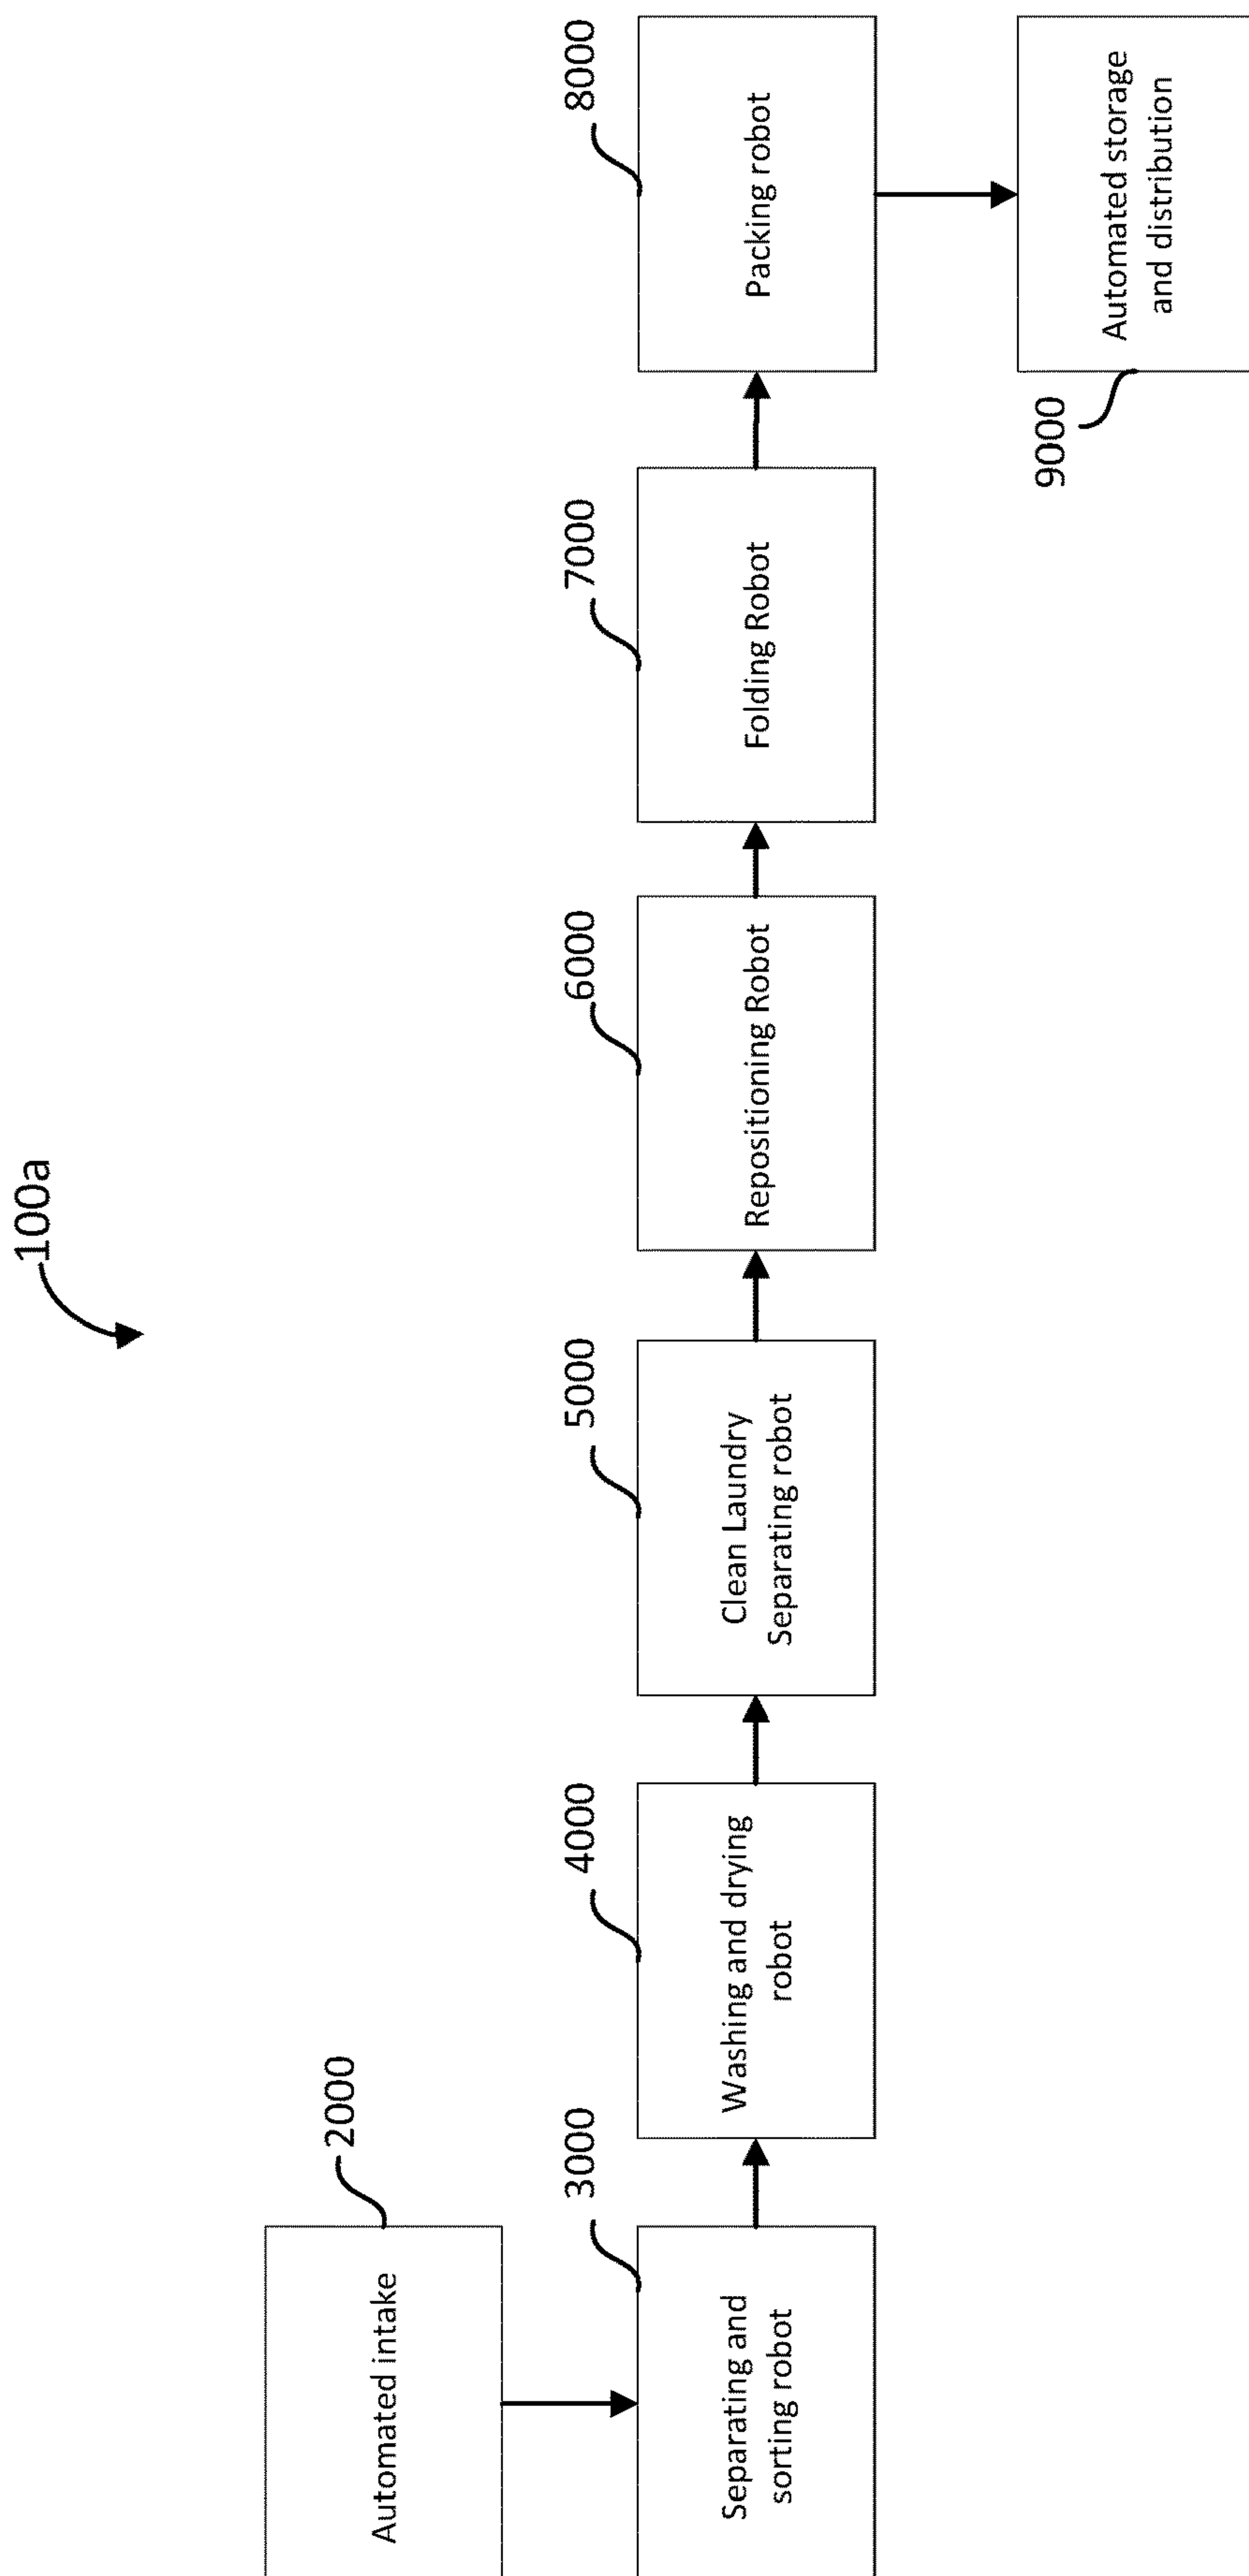 100a
2000
Automated intake
3000
Separating and
sorting robot
4000
Washing and drying
robot
5000
Clean Laundry
Separating robot
6000
Repositioning Robot
7000
Folding Robot
8000
Packing robot
9000
Automated storage
and distribution